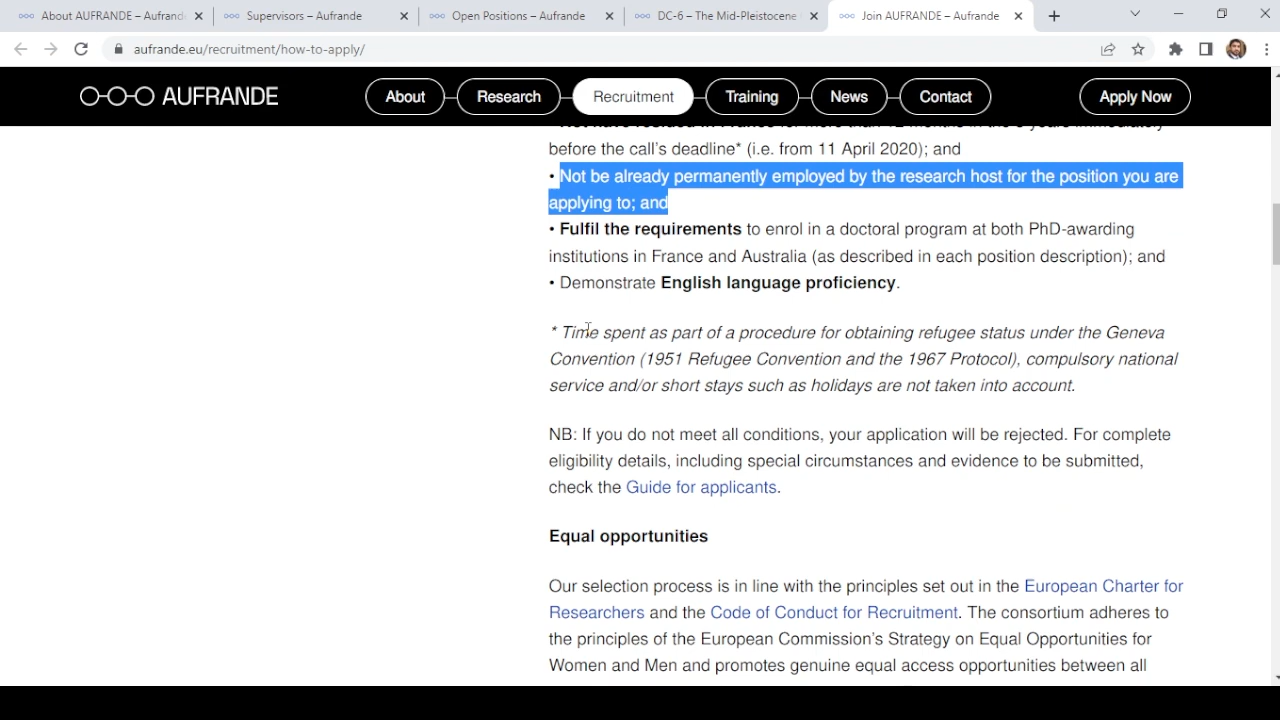 About AUFRANDE – Aufrand
Supervisors – Aufrande
Open Positions – Aufrande
DC-6 – The Mid-Pleistocene
Join AUFRANDE – Aufrande
aufrande.eu/recruitment/how-to-apply/
AUFRANDE
About
Research
Recruitment
Training
News
Contact
Apply Now
before the call's deadline* (i.e. from 11 April 2020); and
• Not be already permanently employed by the research host for the position you are
applying to; and
• Fulfil the requirements to enrol in a doctoral program at both PhD-awarding
institutions in France and Australia (as described in each position description); and
• Demonstrate English language proficiency.
* Time spent as part of a procedure for obtaining refugee status under the Geneva
Convention (1951 Refugee Convention and the 1967 Protocol), compulsory national
service and/or short stays such as holidays are not taken into account.
NB: If you do not meet all conditions, your application will be rejected. For complete
eligibility details, including special circumstances and evidence to be submitted,
check the Guide for applicants.
Equal opportunities
Our selection process is in line with the principles set out in the European Charter for
Researchers and the Code of Conduct for Recruitment. The consortium adheres to
the principles of the European Commission's Strategy on Equal Opportunities for
Women and Men and promotes genuine equal access opportunities between all